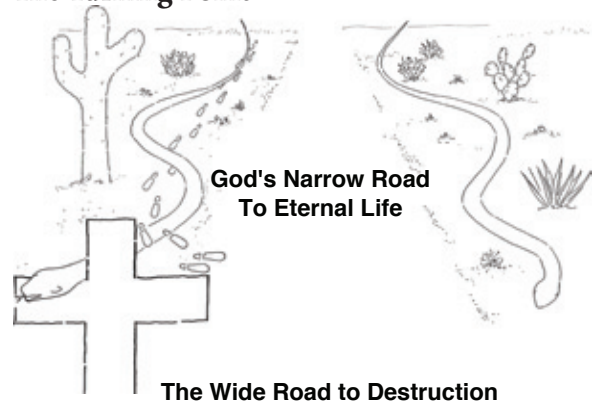 God's Narrow Road
To Eternal Life
The Wide Road to Destruction